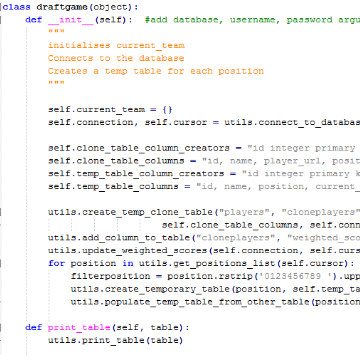 class draftgame(object):
def __init__(self):  #add database, username, password argu
"""
initialises current_team
Connects to the database
Creates a temp table for each position
"""
self.current_team = {}
self.connection, self.cursor = utils.connect_to_databas
self.clone_table_column_creators = "id integer primary
self.clone_table_columns = "id, name, player_url, posit
self.temp_table_column_creators = "id integer primary k
self.temp_table_columns = "id, name, position, current_
utils.create_temp_clone_table("players", "cloneplayers"
self.clone_table_columns, self.conn
utils.add_column_to_table("cloneplayers", "weighted_sco
utils.update_weighted_scores(self.connection, self.curs
for position in utils.get_positions_list(self.cursor):
filterposition = position.rstrip('0123456789 ').upp
utils.create_temporary_table(position, self.temp_ta
utils.populate_temp_table_from_other_table(position
def print_table(self, table):
utils.print_table(table)